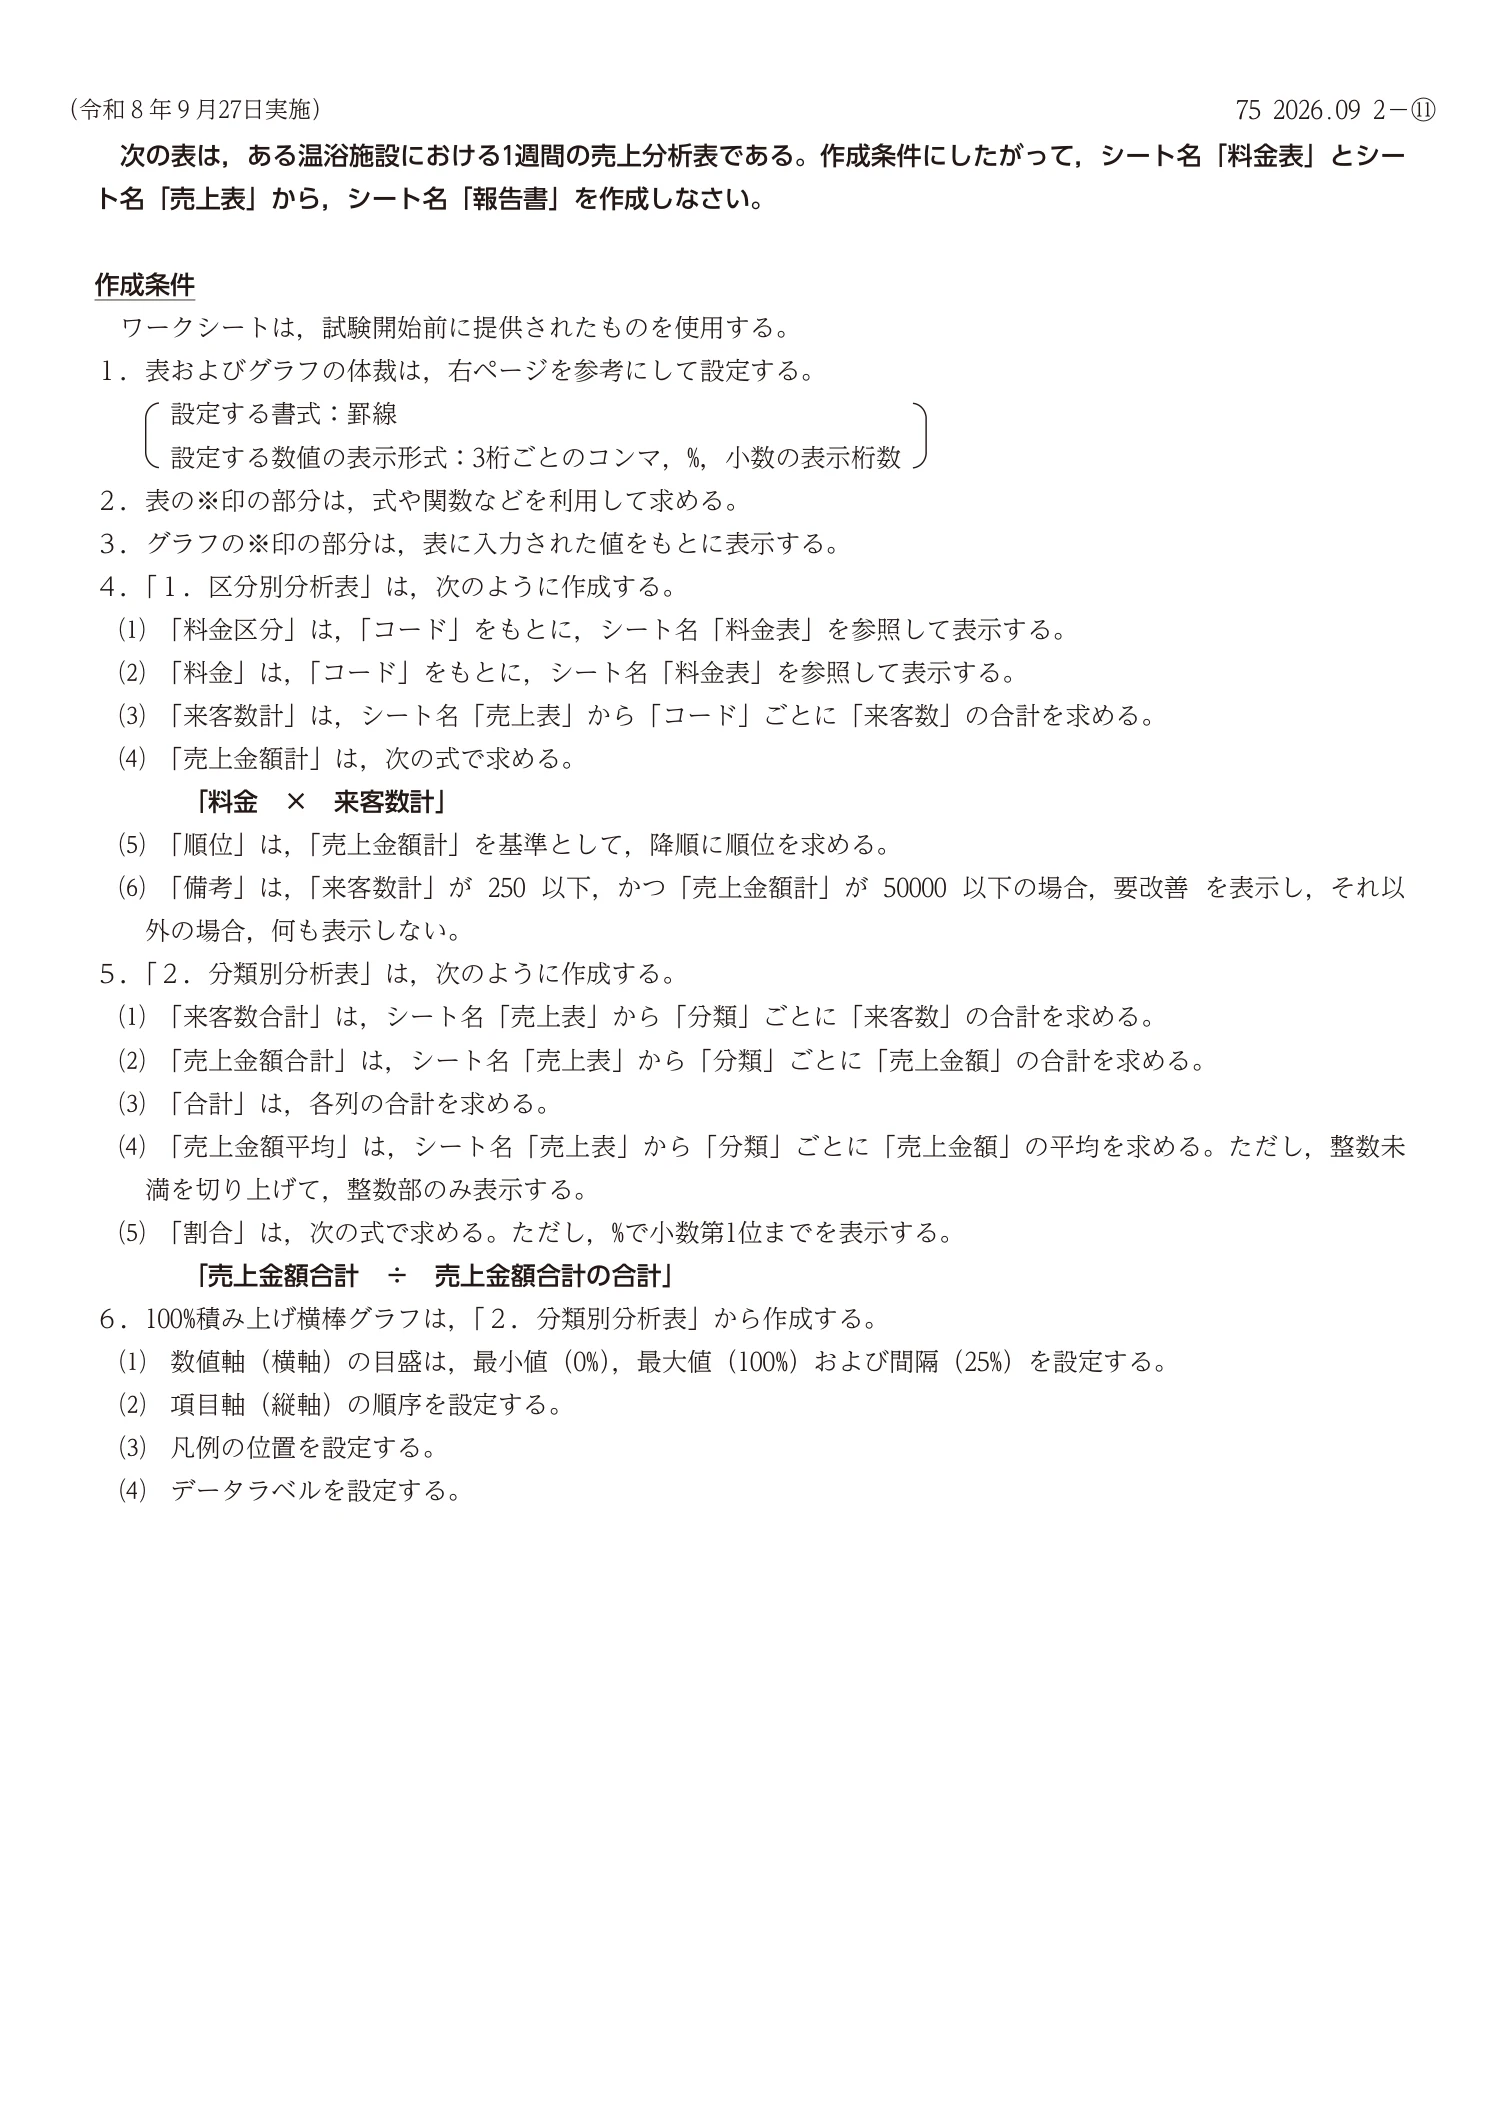 （令和８年９月27日実施）
75 2026.09 2－⑪
次の表は，ある温浴施設における1週間の売上分析表である。作成条件にしたがって，シート名「料金表」とシー
ト名「売上表」から，シート名「報告書」を作成しなさい。
作成条件
ワークシートは，試験開始前に提供されたものを使用する。
１．表およびグラフの体裁は，右ページを参考にして設定する。
設定する書式：罫線
設定する数値の表示形式：3桁ごとのコンマ，%，小数の表示桁数
２．表の※印の部分は，式や関数などを利用して求める。
３．グラフの※印の部分は，表に入力された値をもとに表示する。
４．「１．区分別分析表」は，次のように作成する。
(1) 「料金区分」は，「コード」をもとに，シート名「料金表」を参照して表示する。
(2) 「料金」は，「コード」をもとに，シート名「料金表」を参照して表示する。
(3) 「来客数計」は，シート名「売上表」から「コード」ごとに「来客数」の合計を求める。
(4) 「売上金額計」は，次の式で求める。
「料金　×　来客数計」
(5) 「順位」は，「売上金額計」を基準として，降順に順位を求める。
(6) 「備考」は，「来客数計」が 250 以下，かつ「売上金額計」が 50000 以下の場合，要改善 を表示し，それ以
外の場合，何も表示しない。
５．「２．分類別分析表」は，次のように作成する。
(1) 「来客数合計」は，シート名「売上表」から「分類」ごとに「来客数」の合計を求める。
(2) 「売上金額合計」は，シート名「売上表」から「分類」ごとに「売上金額」の合計を求める。
(3) 「合計」は，各列の合計を求める。
(4) 「売上金額平均」は，シート名「売上表」から「分類」ごとに「売上金額」の平均を求める。ただし，整数未
満を切り上げて，整数部のみ表示する。
(5) 「割合」は，次の式で求める。ただし，%で小数第1位までを表示する。
「売上金額合計　÷　売上金額合計の合計」
６．100%積み上げ横棒グラフは，「２．分類別分析表」から作成する。
(1) 数値軸（横軸）の目盛は，最小値（0%），最大値（100%）および間隔（25%）を設定する。
(2) 項目軸（縦軸）の順序を設定する。
(3) 凡例の位置を設定する。
(4) データラベルを設定する。